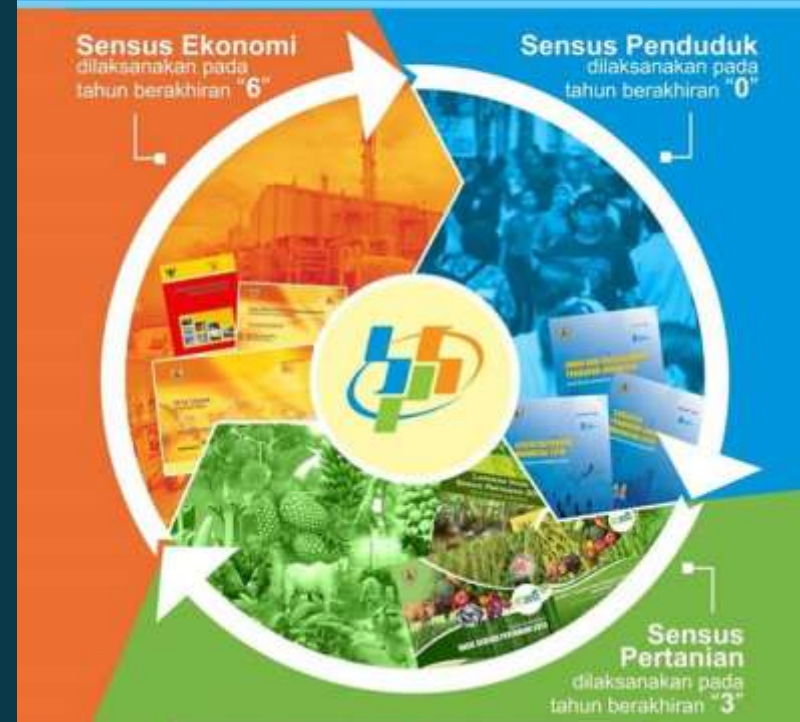 Sensus Ekonomi
dilaksanakan pada
tahun berakhiran "6"
Sensus Penduduk
dilaksanakan pada
tahun berakhiran "0"
Sensus
Pertanian
dilaksanakan pada
tahun berakhiran "3"